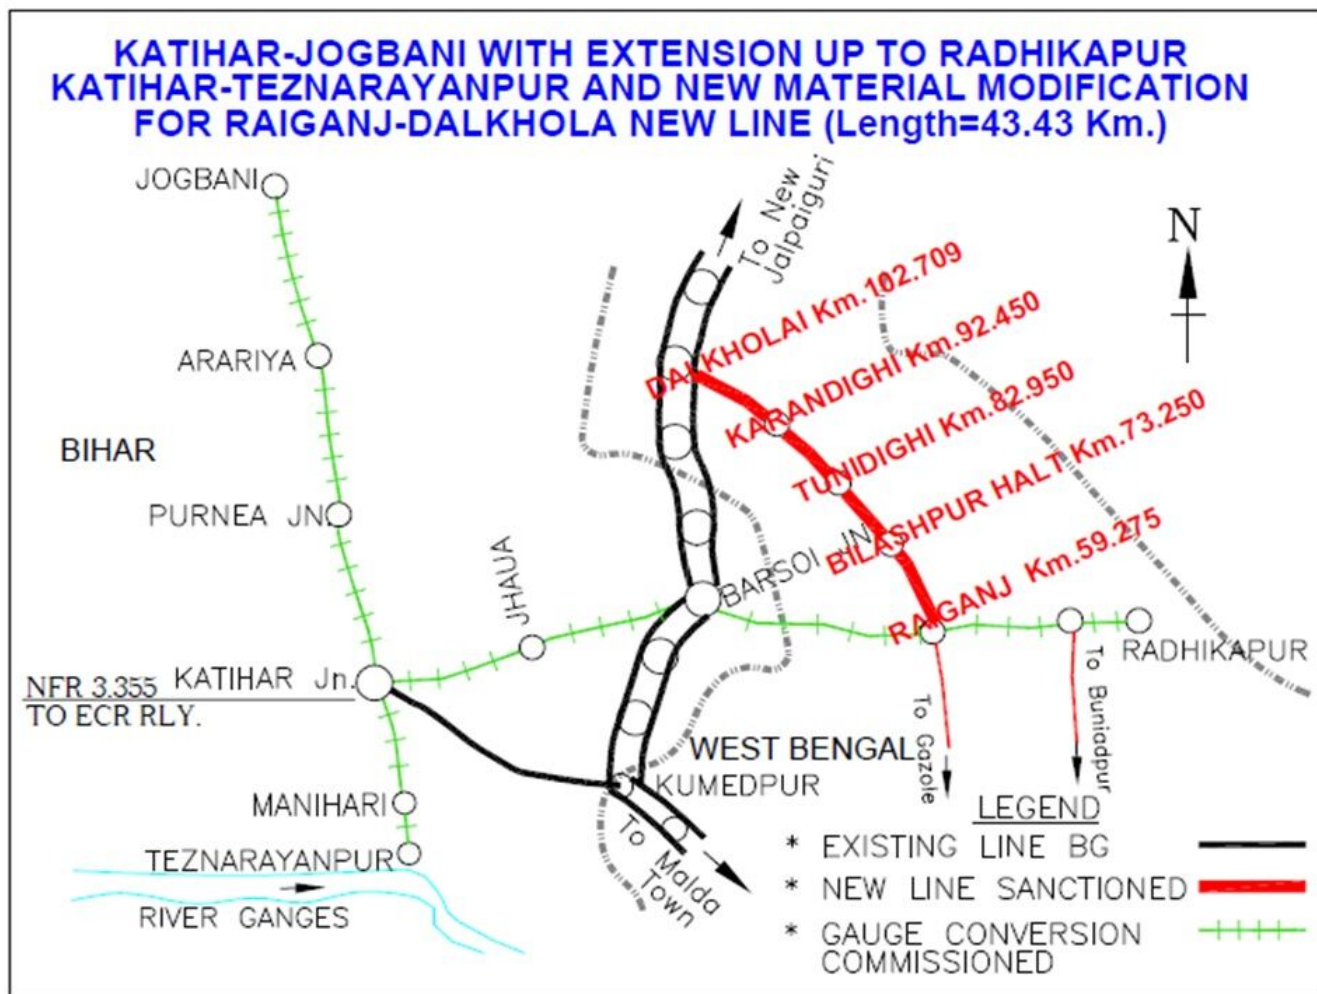 KATIHAR-JOGBANI WITH EXTENSION UP TO RADHIKAPUR
KATIHAR-TEZNARAYANPUR AND NEW MATERIAL MODIFICATION
FOR RAIGANJ-DALKHOLA NEW LINE (Length=43.43 Km.)
JOGBANI
To New
Jalpaiguri
N
DALKHOLAI Km.102.709
ARARIYA
KARANDIGHI Km.92.450
BIHAR
TUNIDIGHI Km.82.950
PURNEA JN.
BILASHPUR HALT Km.73.250
JHAUA
BARSOI JN.
RAIGANJ Km.59.275
RADHIKAPUR
KATIHAR Jn.
NFR 3.355
TO ECR RLY.
To Gazole
To Buniadpur
WEST BENGAL
KUMEDPUR
MANIHARI
To Malda
Town
TEZNARAYANPUR
RIVER GANGES
LEGEND
* EXISTING LINE BG
* NEW LINE SANCTIONED
* GAUGE CONVERSION
COMMISSIONED